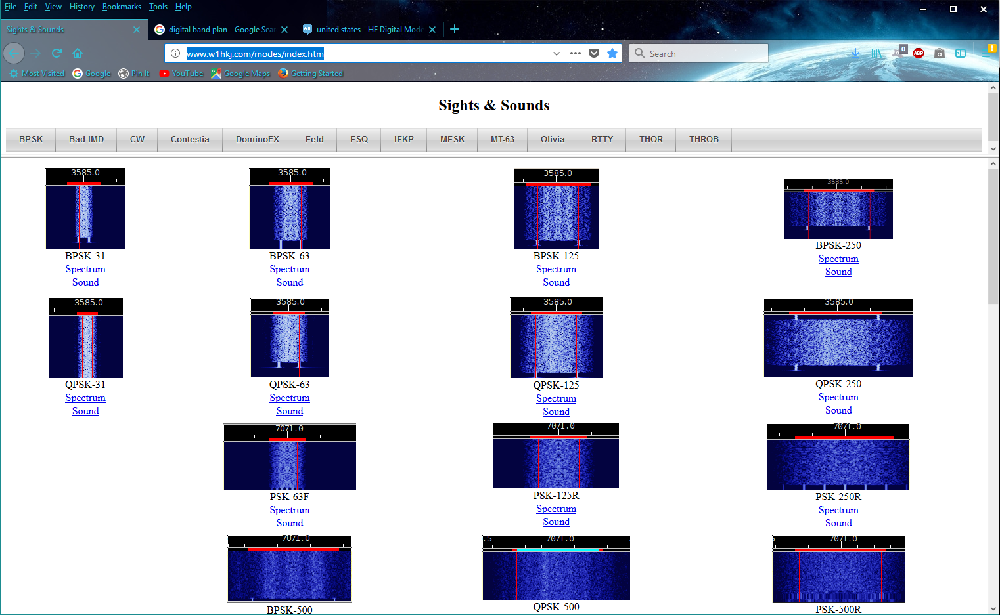 File Edit View History Bookmarks Tools Help
Sights & Sounds
digital band plan - Google Sear
united states - HF Digital Mode
www.w1hkj.com/modes/index.htm
Search
0
ABP
a
!
Most Visited Google Pin It YouTube Google Maps Getting Started
Sights & Sounds
BPSK Bad IMD CW Contestia DominoEX Feld FSQ IFKP MFSK MT-63 Olivia RTTY THOR THROB
3585.0 3585.0 3585.0 3585.0
BPSK-31 BPSK-63 BPSK-125 BPSK-250
Spectrum Spectrum Spectrum Spectrum
Sound Sound Sound Sound
3585.0 3585.0 3585.0 3585.0
QPSK-31 QPSK-63 QPSK-125 QPSK-250
Spectrum Spectrum Spectrum Spectrum
Sound Sound Sound Sound
7071.0 7071.0 7071.0
PSK-63F PSK-125R PSK-250R
Spectrum Spectrum Spectrum
Sound Sound Sound
7071.0 .5 7071.0 7071.0
BPSK-500 QPSK-500 PSK-500R